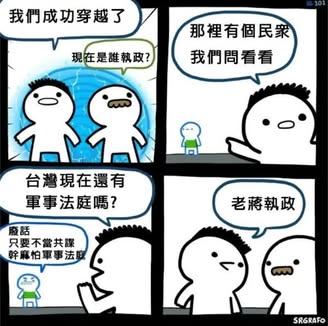 101
我們成功穿越了
現在是誰執政?
那裡有個民眾
我們問看看
台灣現在還有
軍事法庭嗎?
廢話
只要不當共諜
幹麻怕軍事法庭
老蔣執政
SRGRAFO